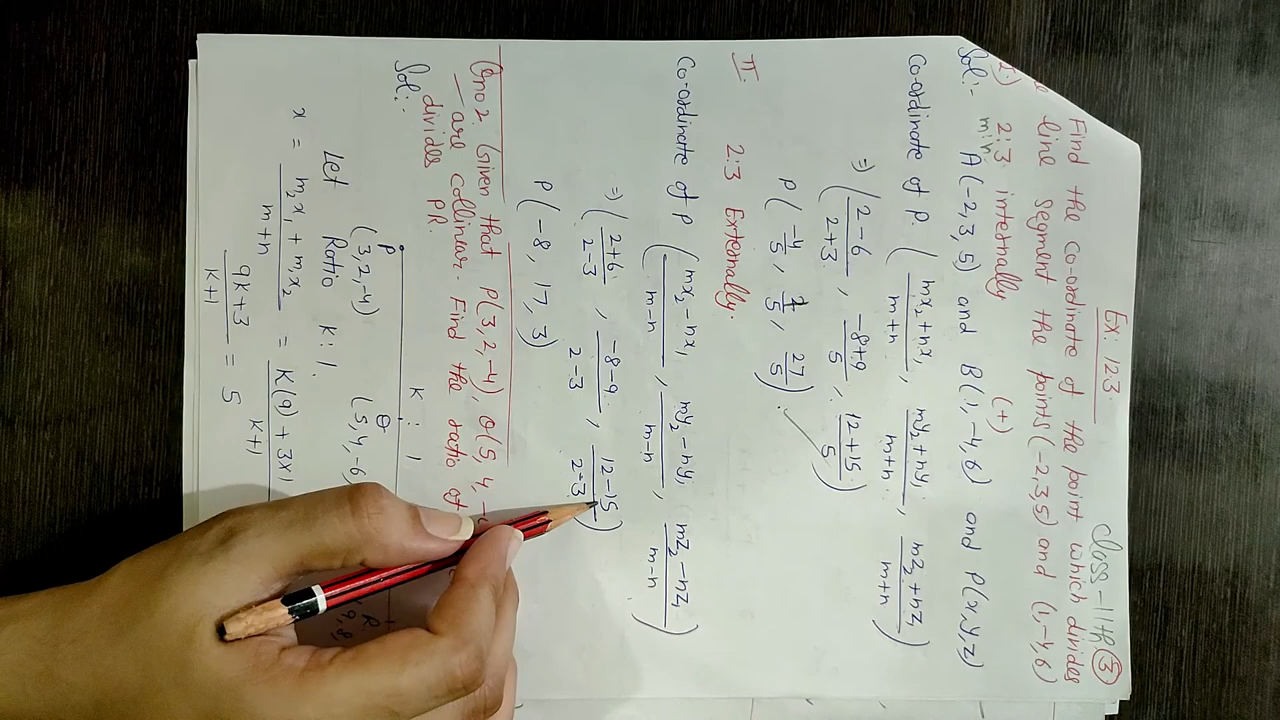 Class-11th ③
Ex: 12.3
Find the Co-ordinate of the point which divides
line segment the points (-2,3,5) and (1,-4,6)
2:3 internally (+)
m:n
Sol:- A(-2,3,5) and B(1,-4,6) and P(x,y,z)
Co-ordinate of P. ( mx₂+nx₁ / m+n , my₂+ny₁ / m+n , mz₂+nz₁ / m+n )
⇒ ( 2-6 / 2+3 , -8+9 / 5 , 12+15 / 5 )
P ( -4/5 , 1/5 , 27/5 )
II. 2:3 Externally.
Co-ordinate of P ( mx₂-nx₁ / m-n , my₂-ny₁ / m-n , mz₂-nz₁ / m-n )
⇒ ( 2+6 / 2-3 , -8-9 / 2-3 , 12-15 / 2-3 )
P ( -8, 17, 3 )
Qno 2. Given that P(3,2,-4), Q(5, 4,
are collinear. Find the ratio
divides PR.
Sol:- K : 1
P Q R
(3,2,-4) (5,4,-6) 9,8,
Let Ratio K:1.
x = m₂x₁ + m₁x₂ / m+n = K(9) + 3x1 / K+1
9K+3 / K+1 = 5